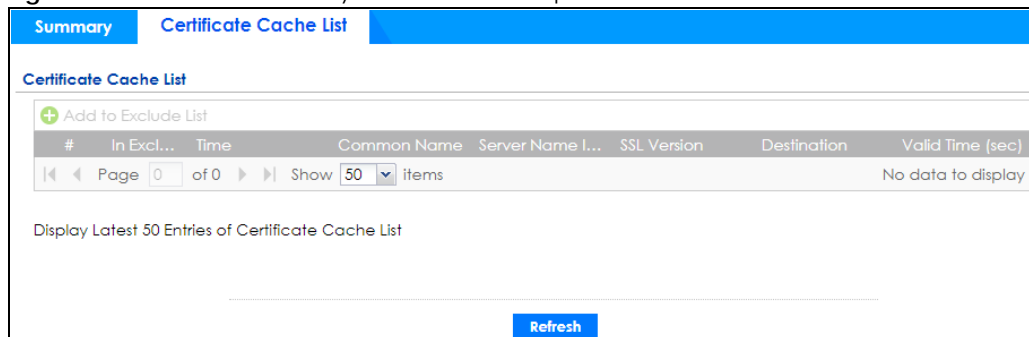 Summary Certificate Cache List
Certificate Cache List
Add to Exclude List
# In Excl... Time Common Name Server Name I... SSL Version Destination Valid Time (sec)
Page 0 of 0 Show 50 items No data to display
Display Latest 50 Entries of Certificate Cache List
Refresh